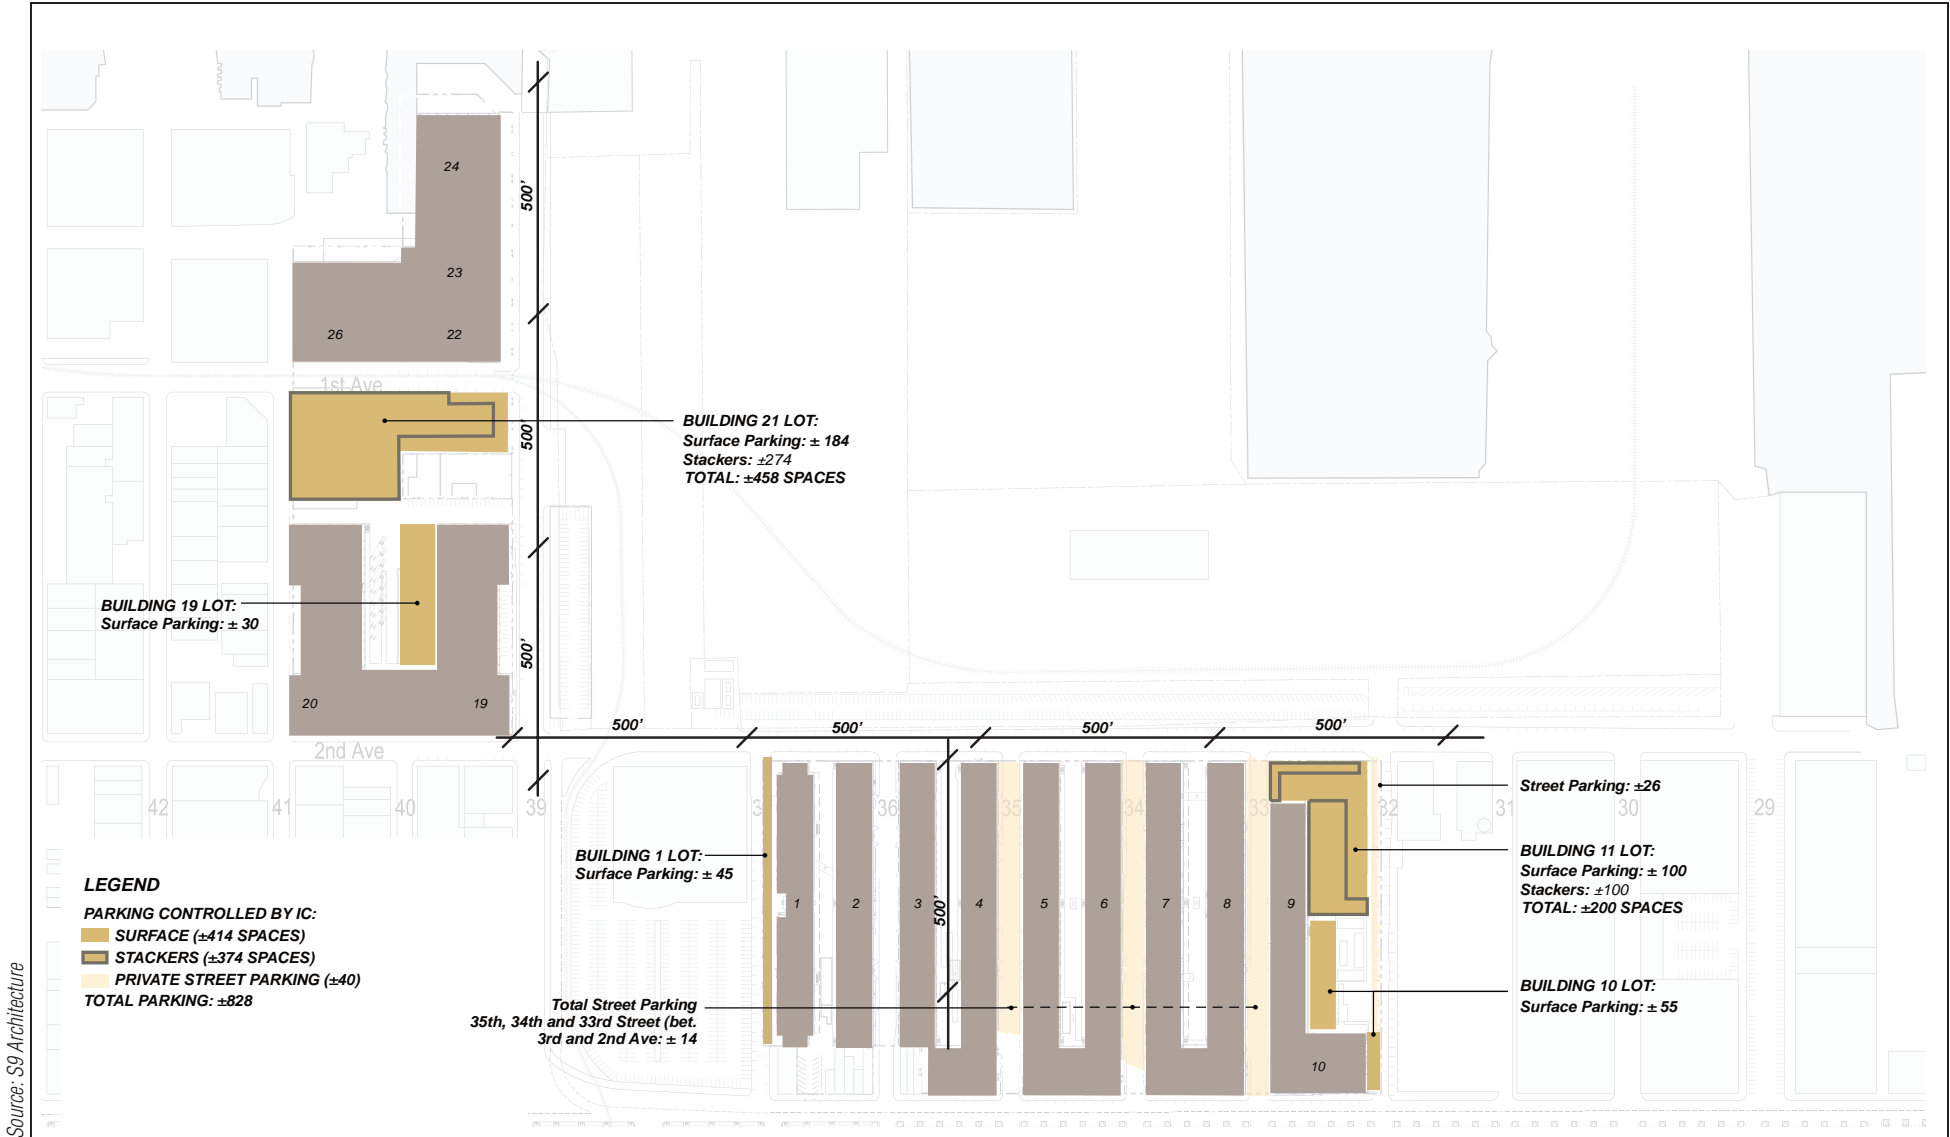 24
500'
23
26
22
1st Ave
500'
BUILDING 21 LOT:
Surface Parking: ± 184
Stackers: ±274
TOTAL: ±458 SPACES
BUILDING 19 LOT:
Surface Parking: ± 30
500'
20
19
2nd Ave
500'
500'
500'
500'
42
41
40
39
36
35
34
33
32
31
30
29
Street Parking: ±26
BUILDING 1 LOT:
Surface Parking: ± 45
BUILDING 11 LOT:
Surface Parking: ± 100
Stackers: ±100
TOTAL: ±200 SPACES
1
2
3
500'
4
5
6
7
8
9
10
LEGEND
PARKING CONTROLLED BY IC:
SURFACE (±414 SPACES)
STACKERS (±374 SPACES)
PRIVATE STREET PARKING (±40)
TOTAL PARKING: ±828
Total Street Parking
35th, 34th and 33rd Street (bet.
3rd and 2nd Ave: ± 14
BUILDING 10 LOT:
Surface Parking: ± 55
Source: S9 Architecture